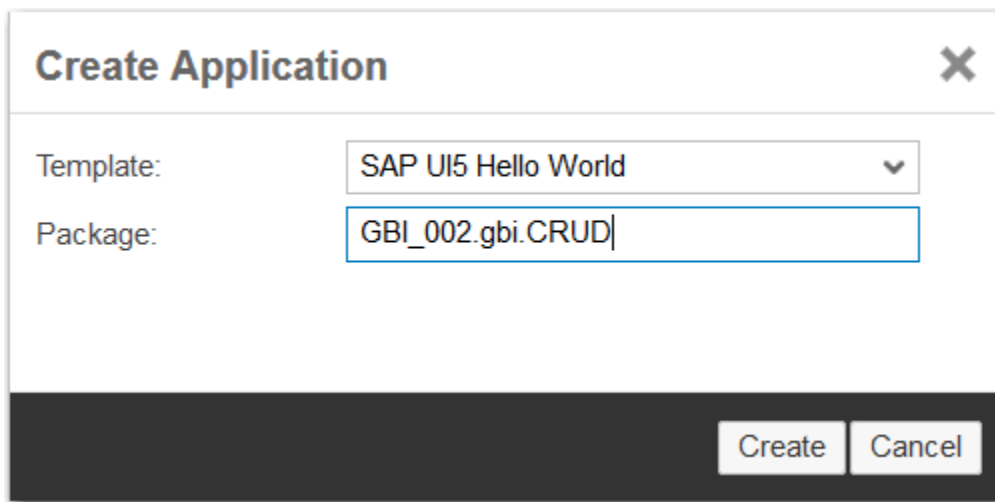 Create Application
Template: SAP UI5 Hello World
Package: GBI_002.gbi.CRUD
Create Cancel